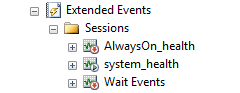 Extended Events
Sessions
AlwaysOn_health
system_health
Wait Events